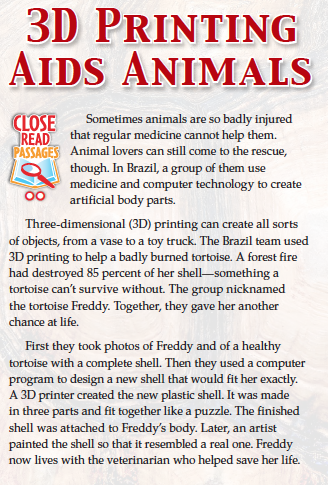 3D PRINTING
AIDS ANIMALS
CLOSE
READ
PASSAGES
Sometimes animals are so badly injured
that regular medicine cannot help them.
Animal lovers can still come to the rescue,
though. In Brazil, a group of them use
medicine and computer technology to create
artificial body parts.
Three-dimensional (3D) printing can create all sorts
of objects, from a vase to a toy truck. The Brazil team used
3D printing to help a badly burned tortoise. A forest fire
had destroyed 85 percent of her shell—something a
tortoise can't survive without. The group nicknamed
the tortoise Freddy. Together, they gave her another
chance at life.
First they took photos of Freddy and of a healthy
tortoise with a complete shell. Then they used a computer
program to design a new shell that would fit her exactly.
A 3D printer created the new plastic shell. It was made
in three parts and fit together like a puzzle. The finished
shell was attached to Freddy's body. Later, an artist
painted the shell so that it resembled a real one. Freddy
now lives with the veterinarian who helped save her life.